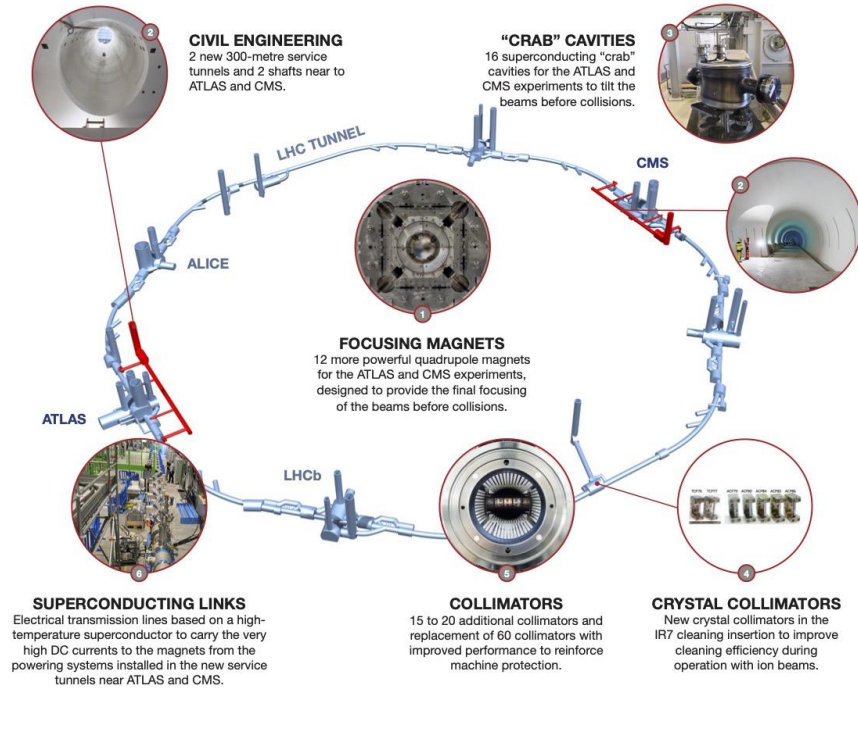 2
CIVIL ENGINEERING
2 new 300-metre service
tunnels and 2 shafts near to
ATLAS and CMS.
"CRAB" CAVITIES
16 superconducting "crab"
cavities for the ATLAS and
CMS experiments to tilt the
beams before collisions.
3
LHC TUNNEL
CMS
2
ALICE
1
FOCUSING MAGNETS
12 more powerful quadrupole magnets
for the ATLAS and CMS experiments,
designed to provide the final focusing
of the beams before collisions.
ATLAS
LHCb
6
SUPERCONDUCTING LINKS
Electrical transmission lines based on a high-
temperature superconductor to carry the very
high DC currents to the magnets from the
powering systems installed in the new service
tunnels near ATLAS and CMS.
5
COLLIMATORS
15 to 20 additional collimators and
replacement of 60 collimators with
improved performance to reinforce
machine protection.
4
CRYSTAL COLLIMATORS
New crystal collimators in the
IR7 cleaning insertion to improve
cleaning efficiency during
operation with ion beams.